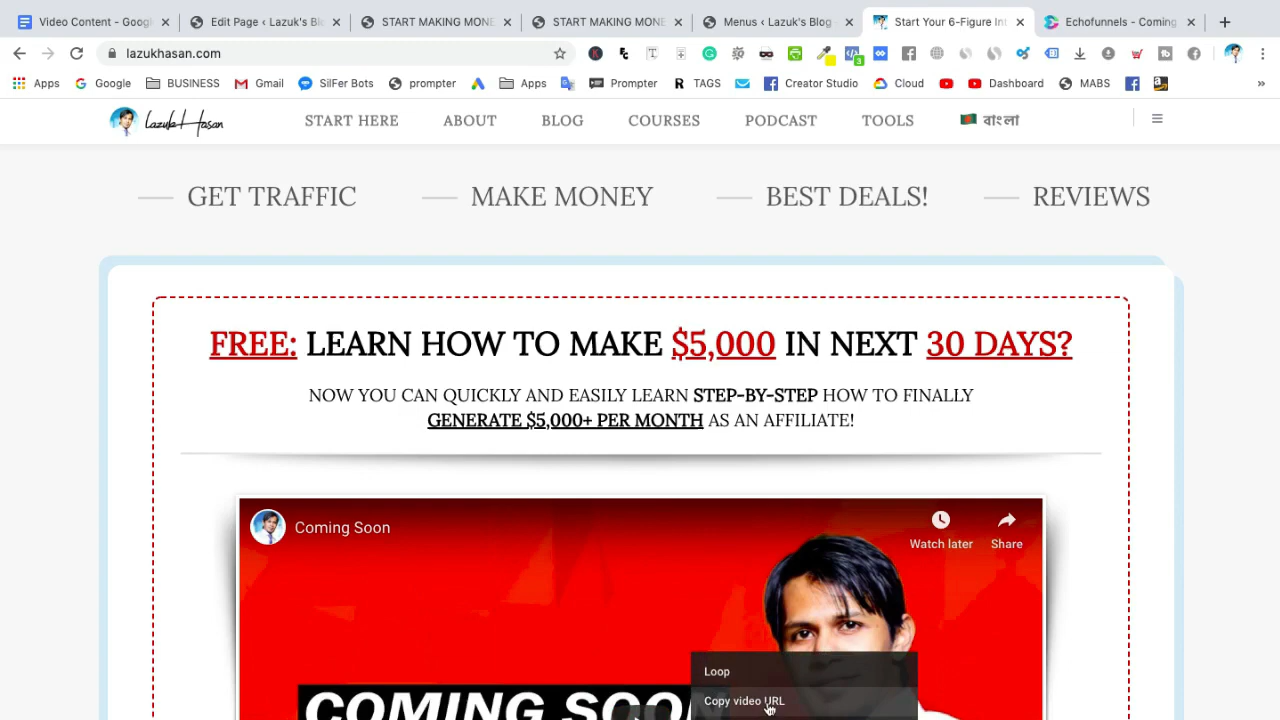 Video Content - Googl
Edit Page ‹ Lazuk's Bl
START MAKING MONE
START MAKING MONE
Menus ‹ Lazuk's Blog
Start Your 6-Figure Int
Echofunnels - Coming
lazukhasan.com
Apps
Google
BUSINESS
Gmail
SilFer Bots
prompter
Apps
Prompter
TAGS
Creator Studio
Cloud
Dashboard
MABS
Lazuk Hasan
START HERE
ABOUT
BLOG
COURSES
PODCAST
TOOLS
বাংলা
GET TRAFFIC
MAKE MONEY
BEST DEALS!
REVIEWS
FREE: LEARN HOW TO MAKE $5,000 IN NEXT 30 DAYS?
NOW YOU CAN QUICKLY AND EASILY LEARN STEP-BY-STEP HOW TO FINALLY
GENERATE $5,000+ PER MONTH AS AN AFFILIATE!
Coming Soon
Watch later
Share
Loop
COMING SOON
Copy video URL